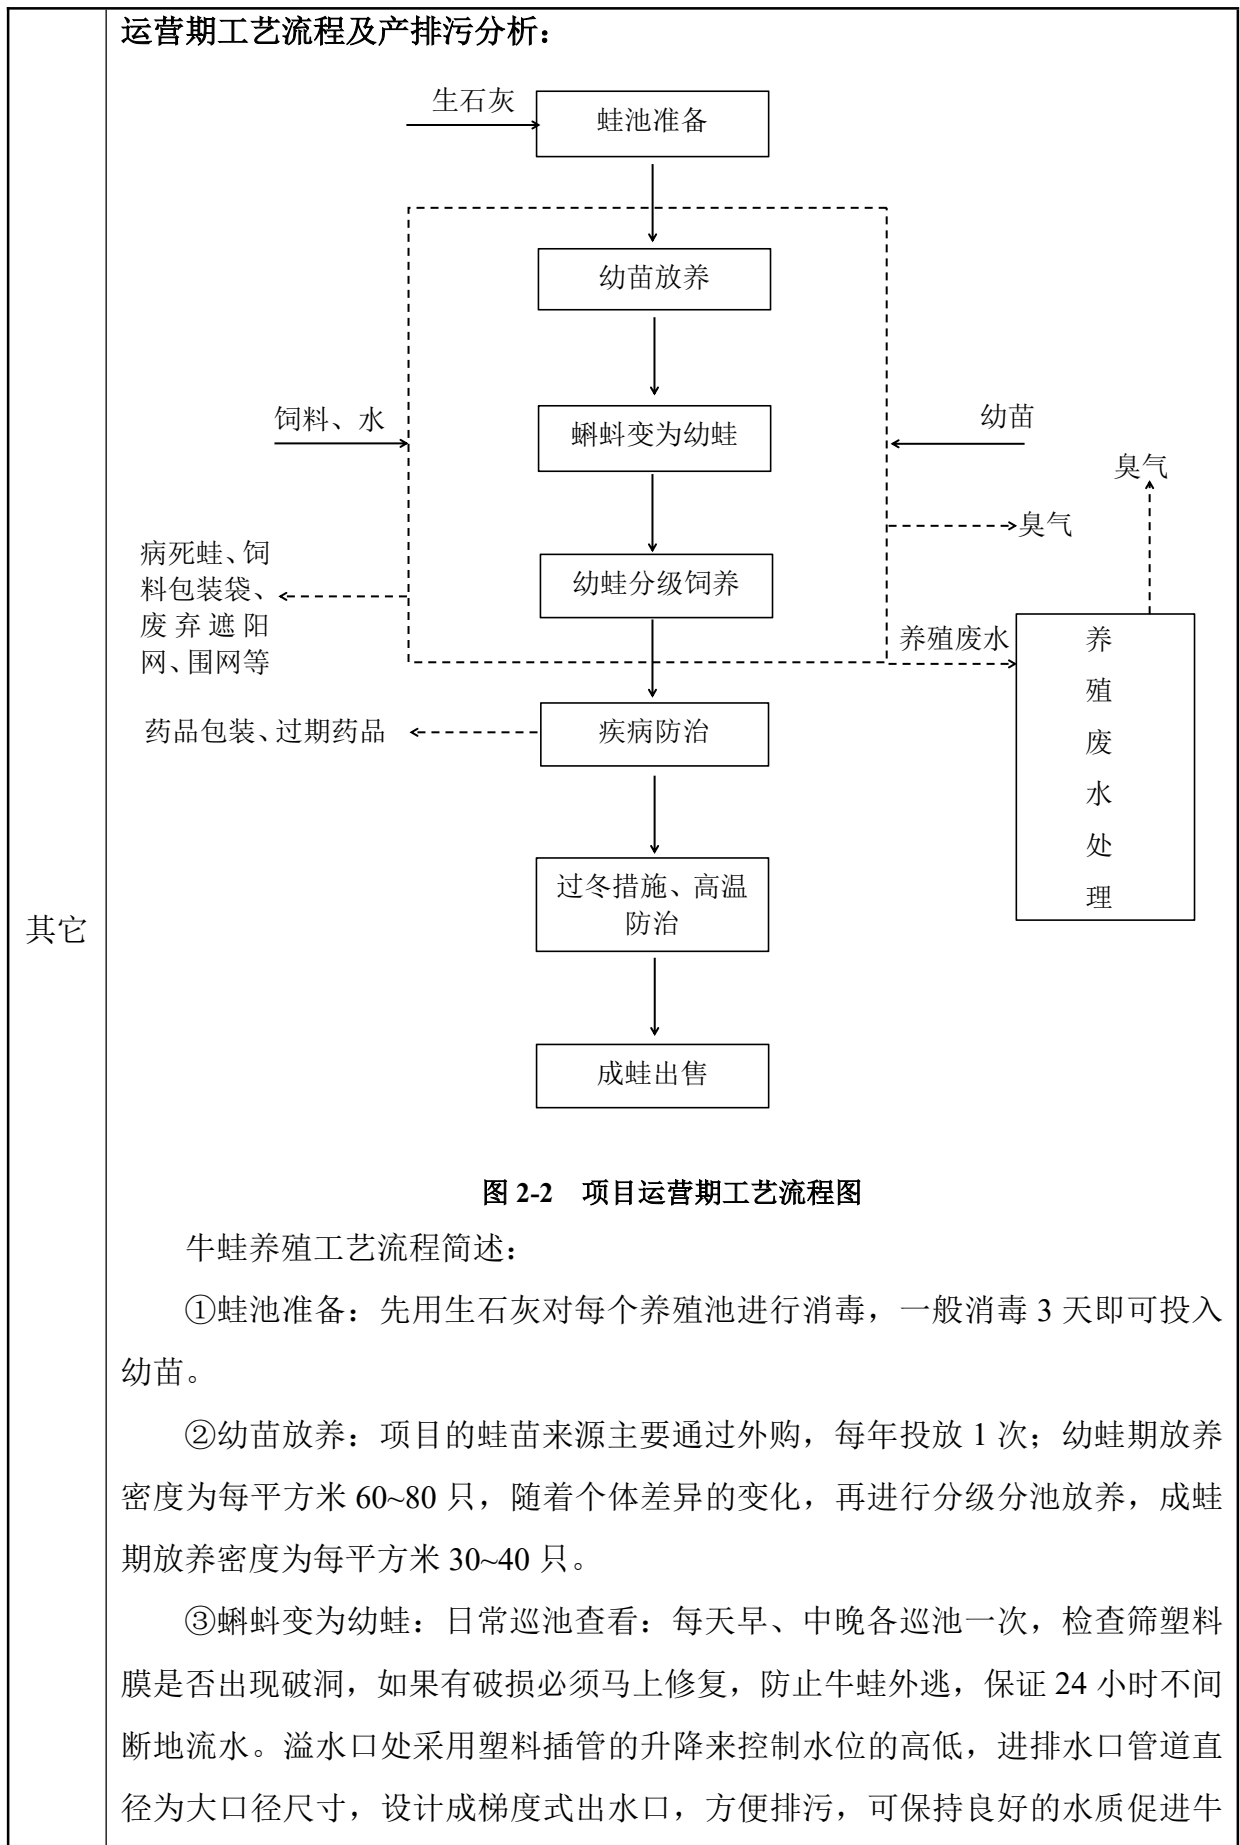 运营期工艺流程及产排污分析：
生石灰
蛙池准备
幼苗放养
饲料、水
蝌蚪变为幼蛙
幼苗
臭气
臭气
病死蛙、饲
料包装袋、
废弃遮阳
网、围网等
幼蛙分级饲养
养殖废水
养
殖
废
水
处
理
药品包装、过期药品
疾病防治
过冬措施、高温
防治
其它
成蛙出售
图 2-2 项目运营期工艺流程图
牛蛙养殖工艺流程简述：
①蛙池准备：先用生石灰对每个养殖池进行消毒，一般消毒 3 天即可投入
幼苗。
②幼苗放养：项目的蛙苗来源主要通过外购，每年投放 1 次；幼蛙期放养
密度为每平方米 60~80 只，随着个体差异的变化，再进行分级分池放养，成蛙
期放养密度为每平方米 30~40 只。
③蝌蚪变为幼蛙：日常巡池查看：每天早、中晚各巡池一次，检查筛塑料
膜是否出现破洞，如果有破损必须马上修复，防止牛蛙外逃，保证 24 小时不间
断地流水。溢水口处采用塑料插管的升降来控制水位的高低，进排水口管道直
径为大口径尺寸，设计成梯度式出水口，方便排污，可保持良好的水质促进牛